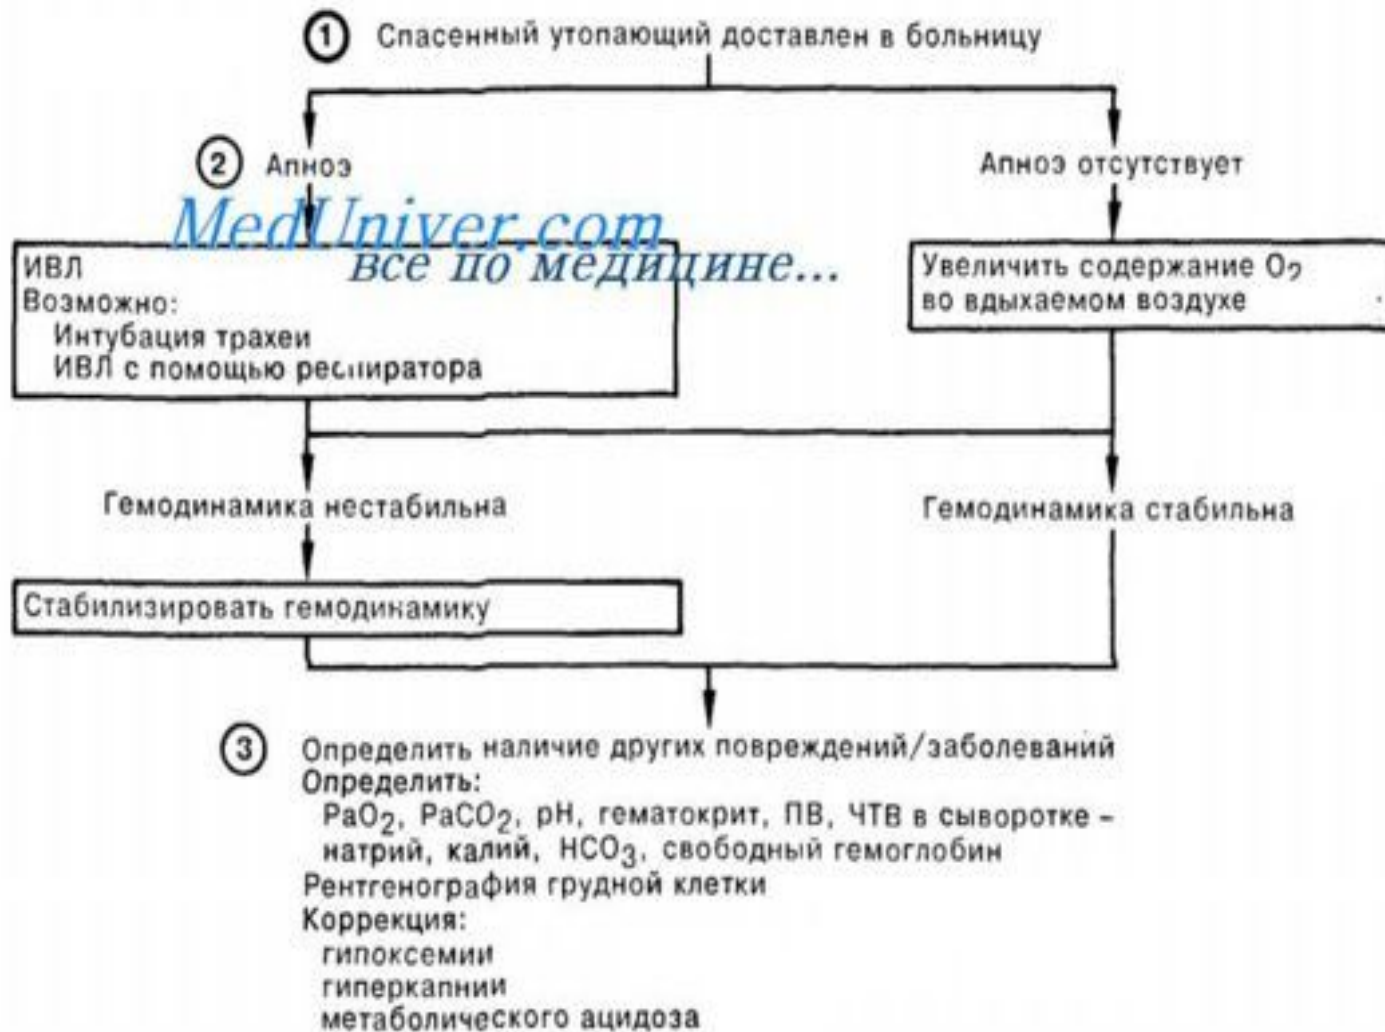 1 Спасенный утопающий доставлен в больницу
2 Апноэ
Апноэ отсутствует
MedUniver.com
все по медицине...
ИВЛ
Возможно:
Интубация трахеи
ИВЛ с помощью респиратора
Увеличить содержание O₂
во вдыхаемом воздухе
Гемодинамика нестабильна
Гемодинамика стабильна
Стабилизировать гемодинамику
3 Определить наличие других повреждений/заболеваний
Определить:
PaO₂, PaCO₂, pH, гематокрит, ПВ, ЧТВ в сыворотке –
натрий, калий, HCO₃, свободный гемоглобин
Рентгенография грудной клетки
Коррекция:
гипоксемии
гиперкапнии
метаболического ацидоза